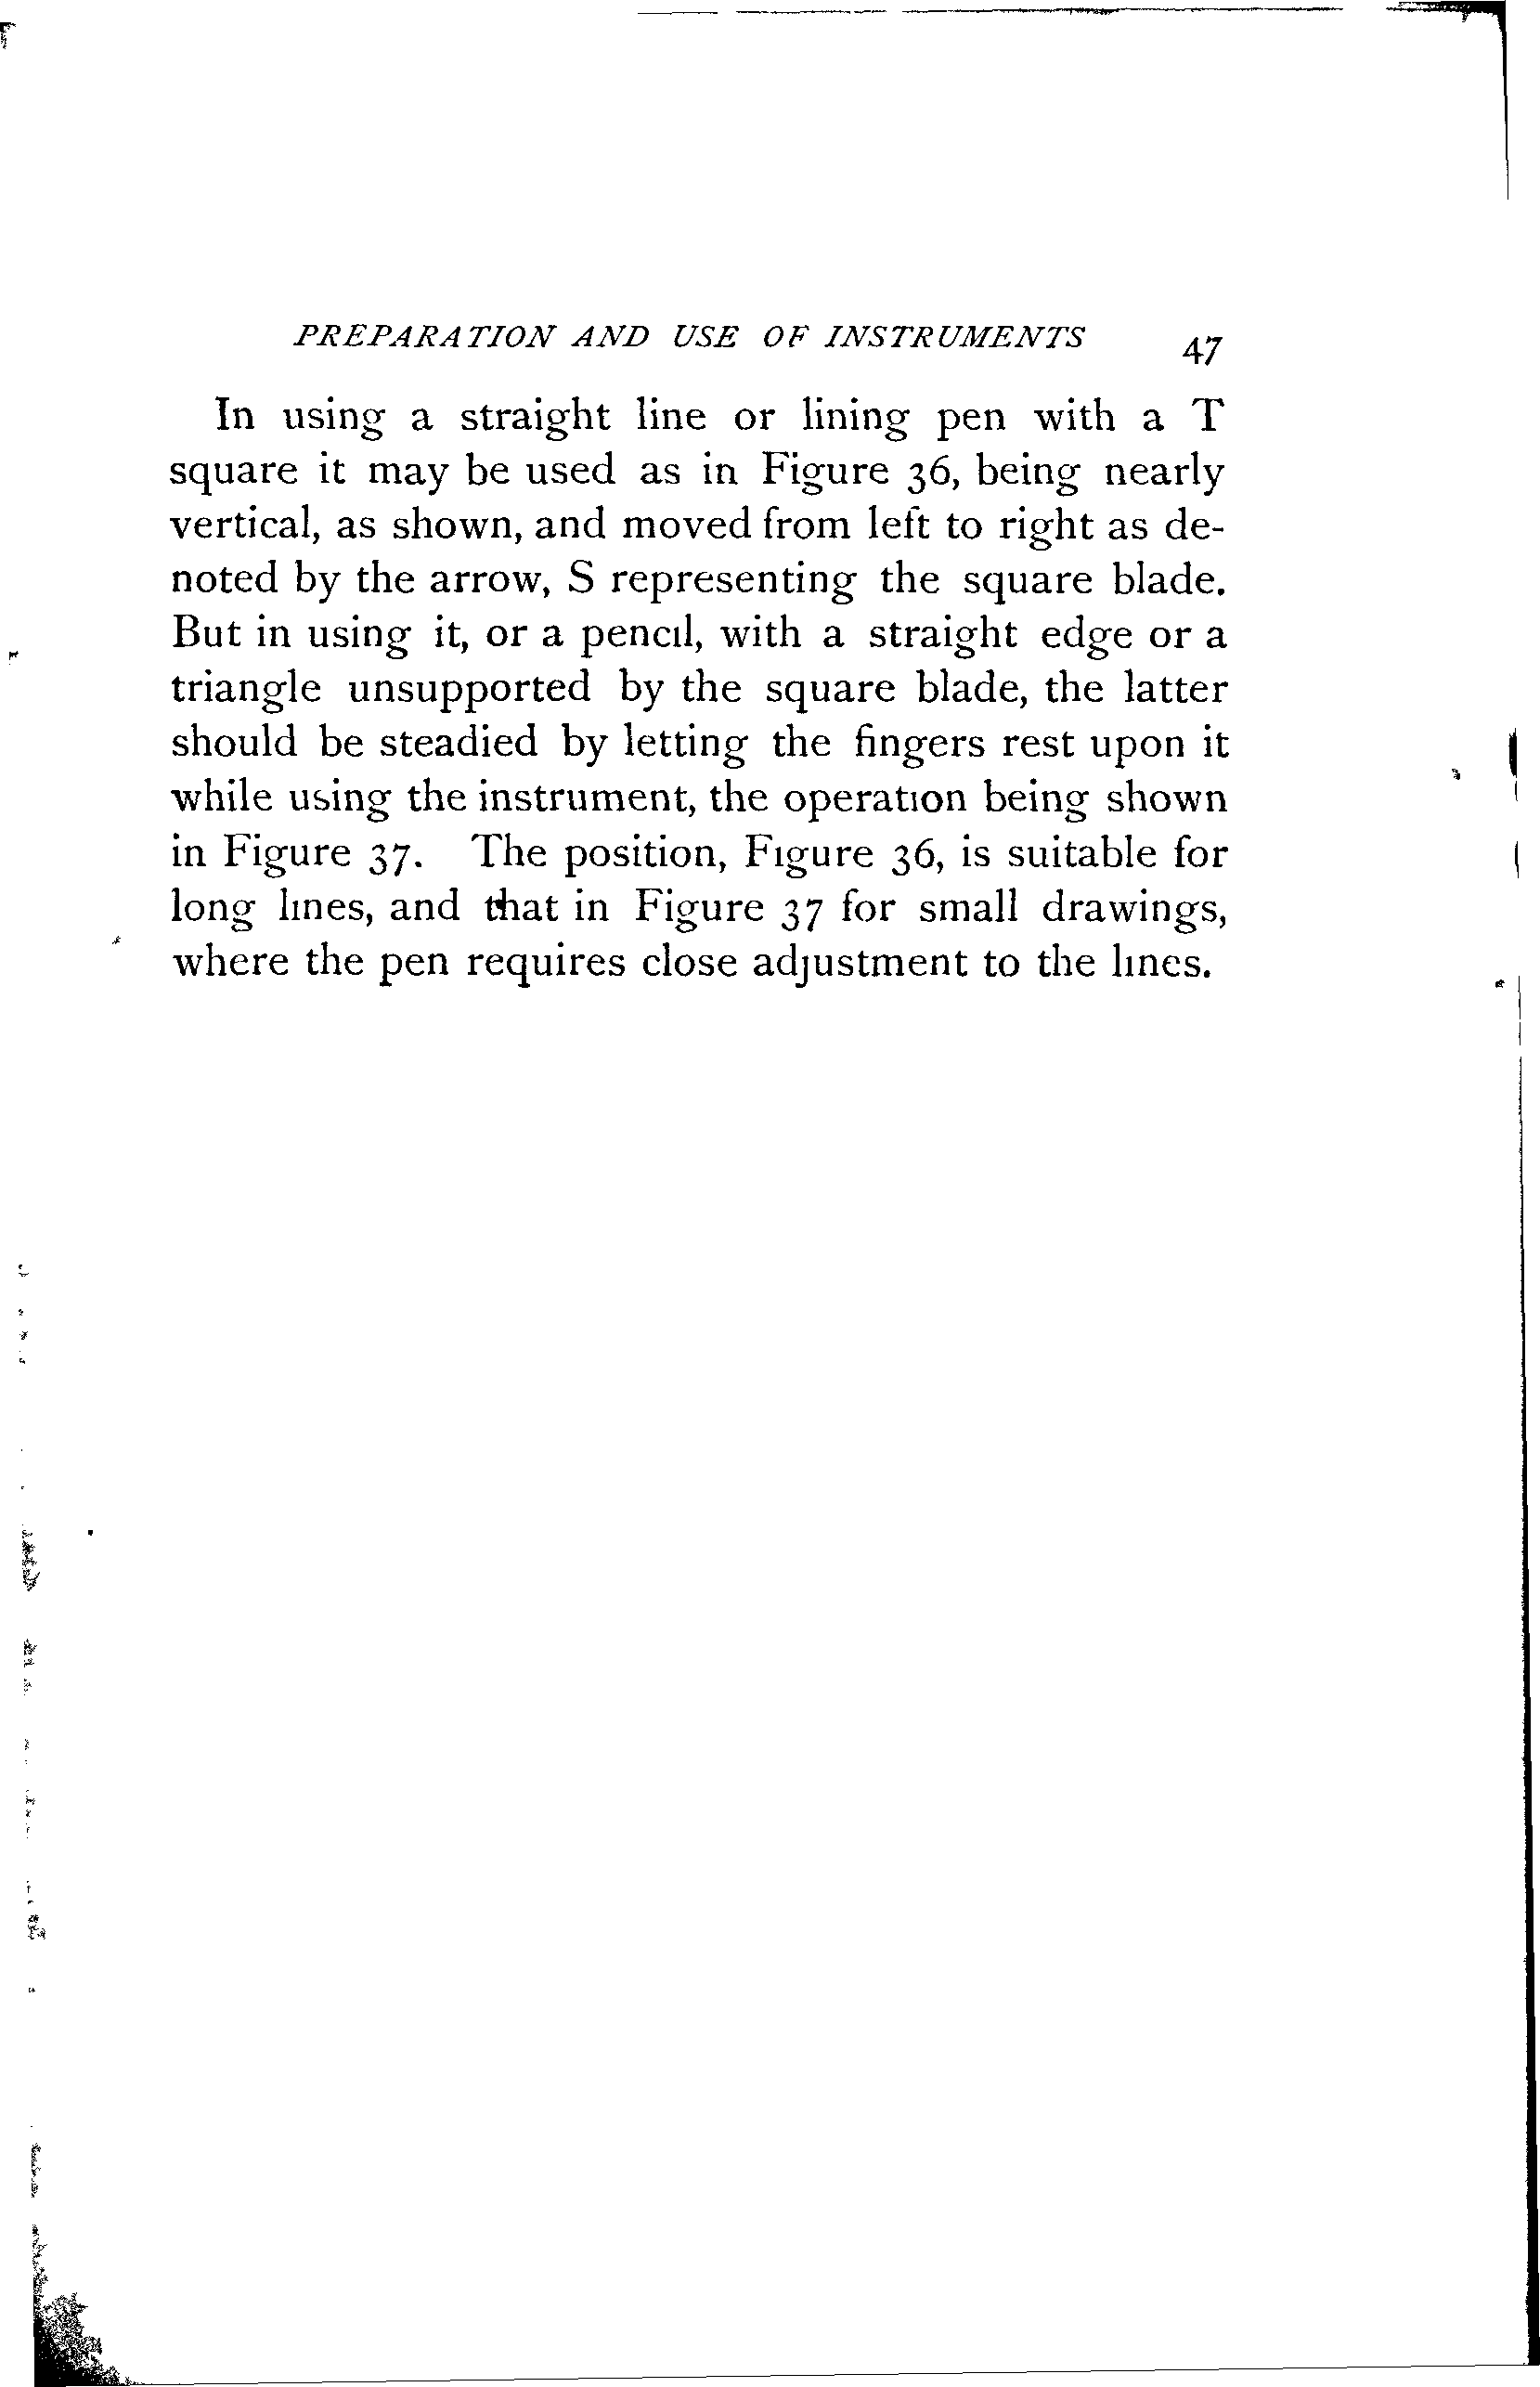 PREPARATION AND USE OF INSTRUMENTS 47
In using a straight line or lining pen with a T
square it may be used as in Figure 36, being nearly
vertical, as shown, and moved from left to right as de-
noted by the arrow, S representing the square blade.
But in using it, or a pencil, with a straight edge or a
triangle unsupported by the square blade, the latter
should be steadied by letting the fingers rest upon it
while using the instrument, the operation being shown
in Figure 37. The position, Figure 36, is suitable for
long lines, and that in Figure 37 for small drawings,
where the pen requires close adjustment to the lines.